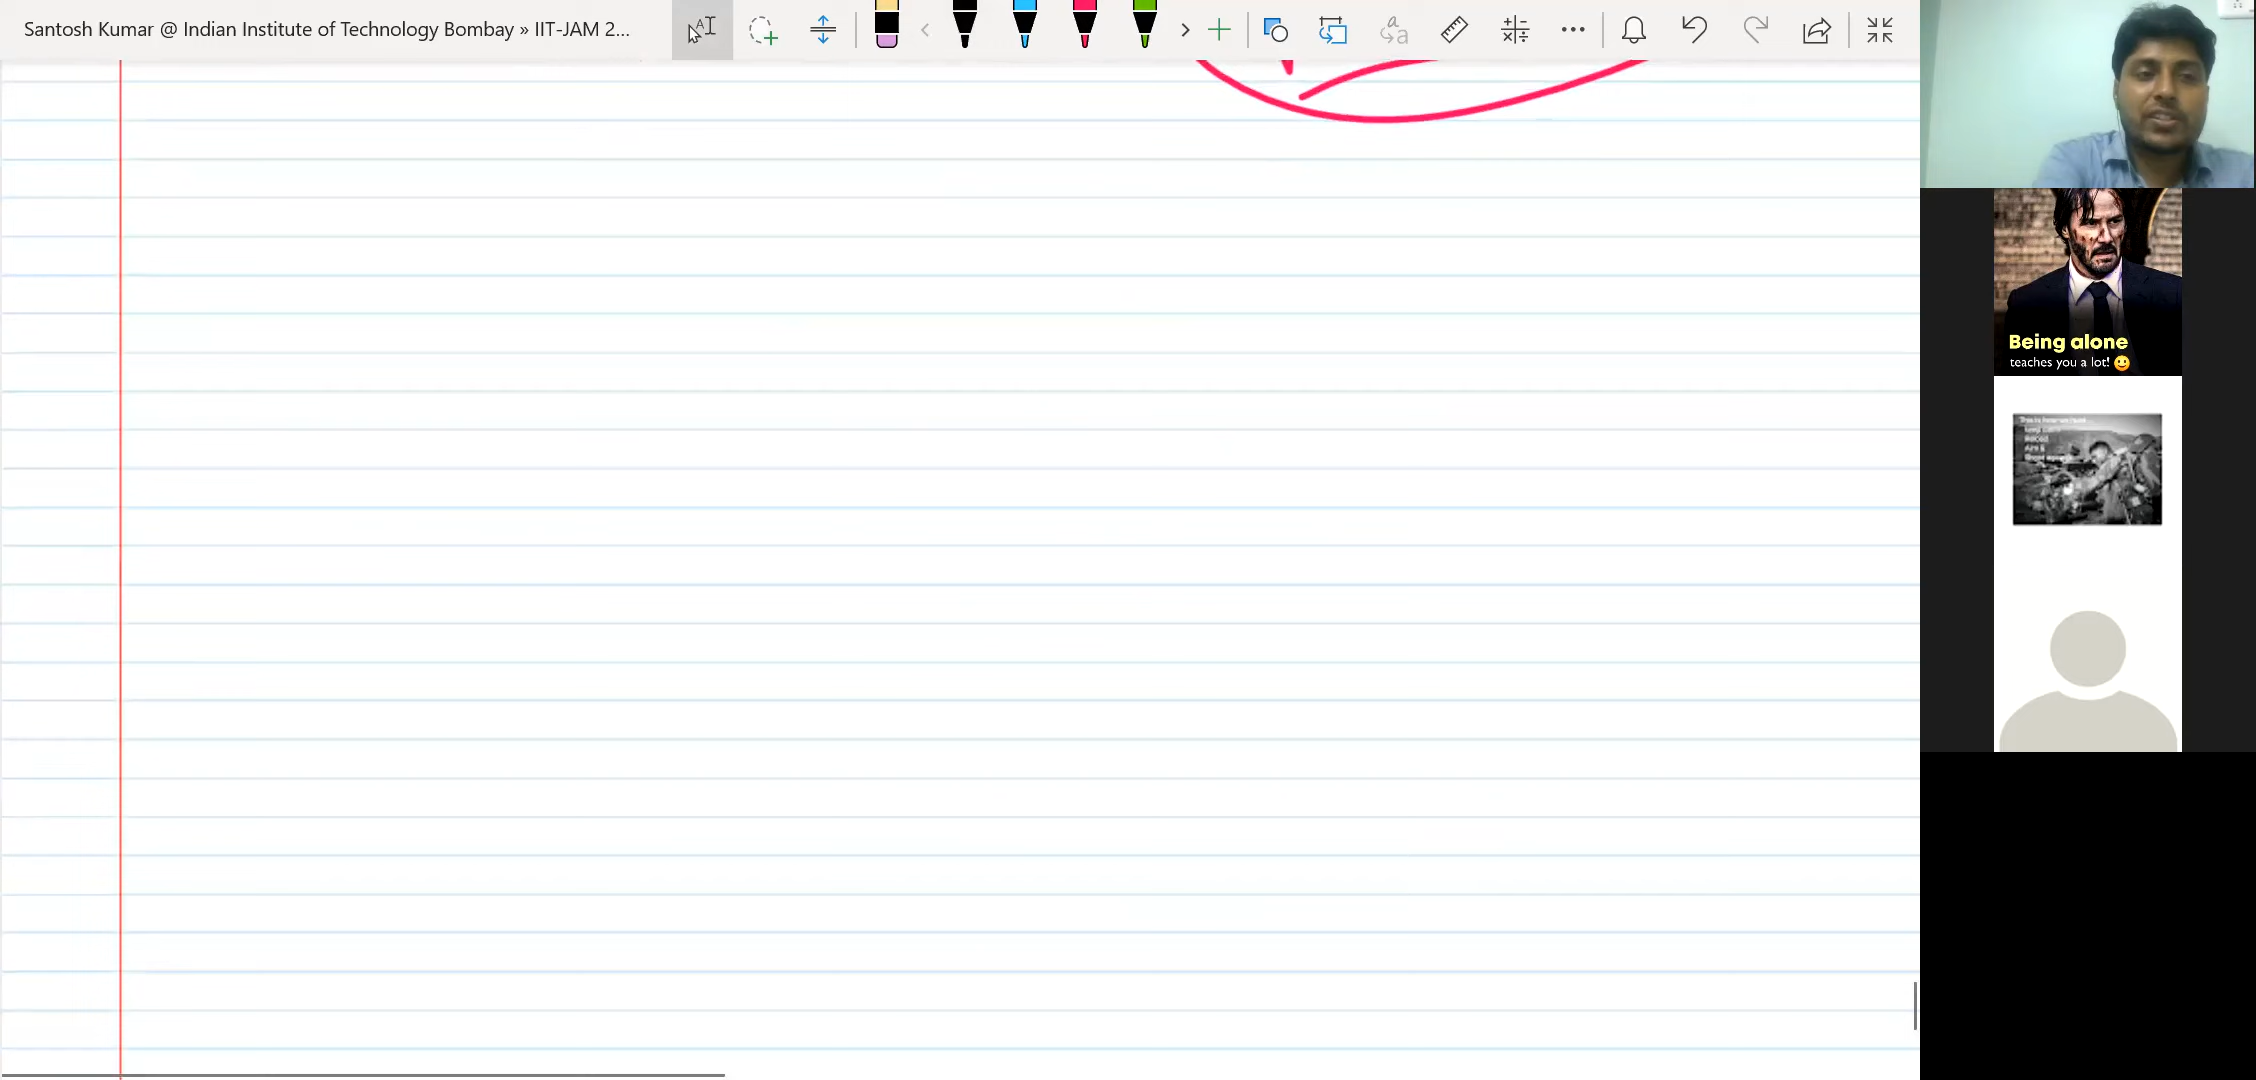 Santosh Kumar @ Indian Institute of Technology Bombay » IIT-JAM 2...
Being alone
teaches you a lot! 😀